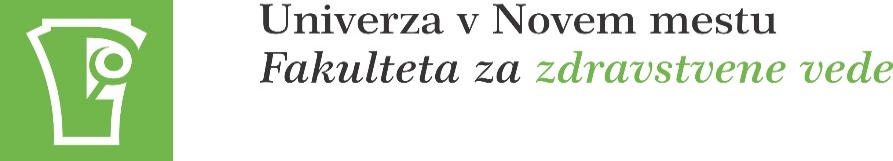 Univerza v Novem mestu
Fakulteta za zdravstvene vede